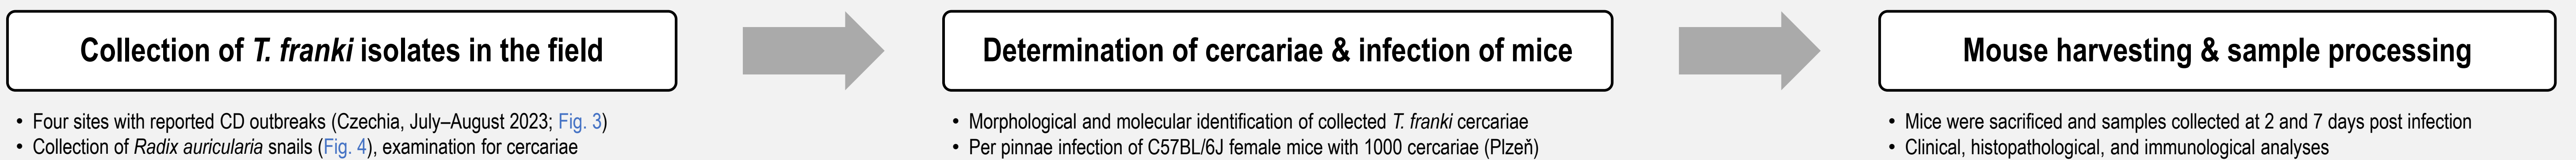 Collection of T. franki isolates in the field
• Four sites with reported CD outbreaks (Czechia, July–August 2023; Fig. 3)
• Collection of Radix auricularia snails (Fig. 4), examination for cercariae
Determination of cercariae & infection of mice
• Morphological and molecular identification of collected T. franki cercariae
• Per pinnae infection of C57BL/6J female mice with 1000 cercariae (Plzeň)
Mouse harvesting & sample processing
• Mice were sacrificed and samples collected at 2 and 7 days post infection
• Clinical, histopathological, and immunological analyses